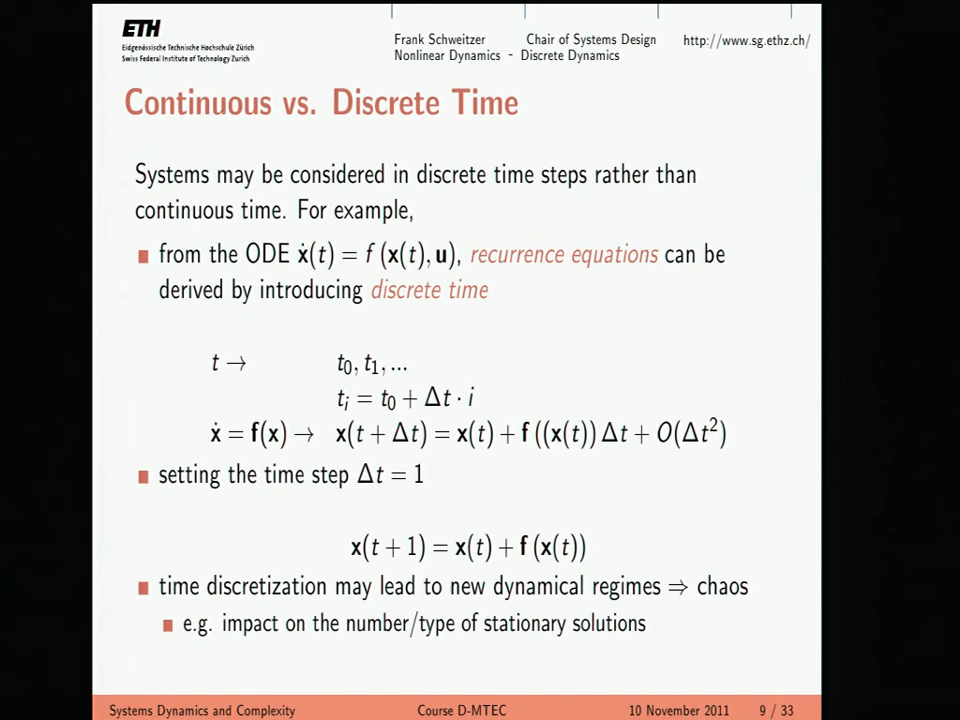 ETH
Eidgenössische Technische Hochschule Zürich
Swiss Federal Institute of Technology Zurich
Frank Schweitzer Chair of Systems Design http://www.sg.ethz.ch/
Nonlinear Dynamics - Discrete Dynamics
Continuous vs. Discrete Time
Systems may be considered in discrete time steps rather than
continuous time. For example,
from the ODE ẋ(t) = f (x(t), u), recurrence equations can be
derived by introducing discrete time
t → t₀, t₁, ...
tᵢ = t₀ + Δt · i
ẋ = f(x) → x(t + Δt) = x(t) + f ((x(t)) Δt + O(Δt²)
setting the time step Δt = 1
x(t + 1) = x(t) + f (x(t))
time discretization may lead to new dynamical regimes ⇒ chaos
e.g. impact on the number/type of stationary solutions
Systems Dynamics and Complexity Course D-MTEC 10 November 2011 9 / 33